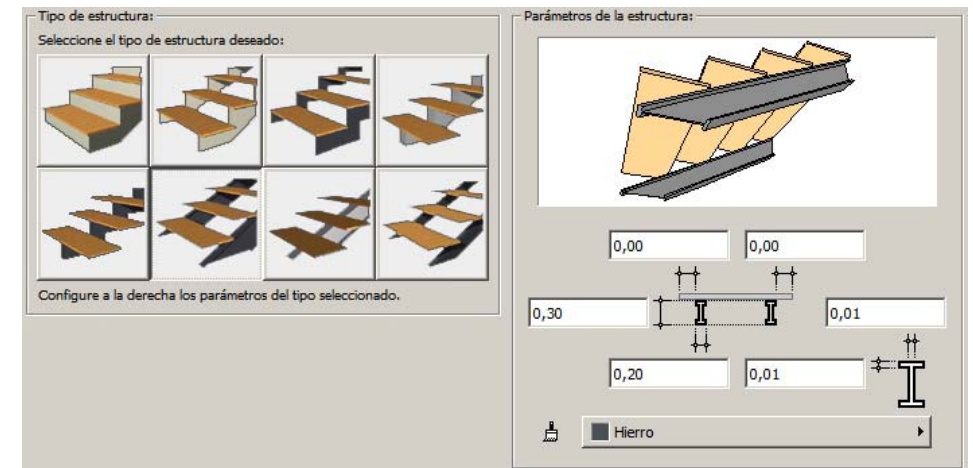 Tipo de estructura:
Seleccione el tipo de estructura deseado:
Configure a la derecha los parámetros del tipo seleccionado.
Parámetros de la estructura:
0,00
0,00
0,30
0,01
0,20
0,01
Hierro